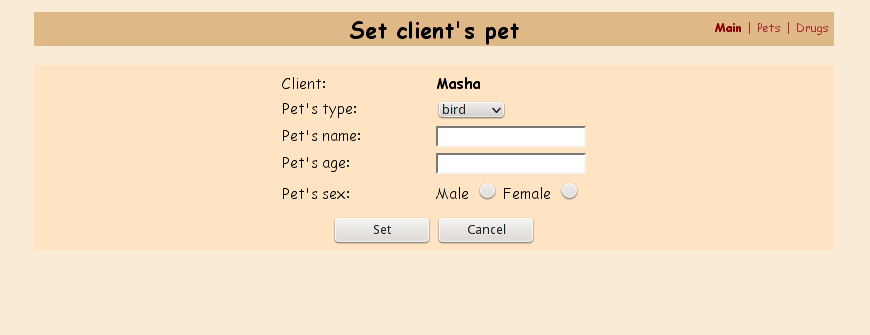 Set client's pet
Main | Pets | Drugs
Client: Masha
Pet's type: bird
Pet's name:
Pet's age:
Pet's sex: Male Female
Set Cancel